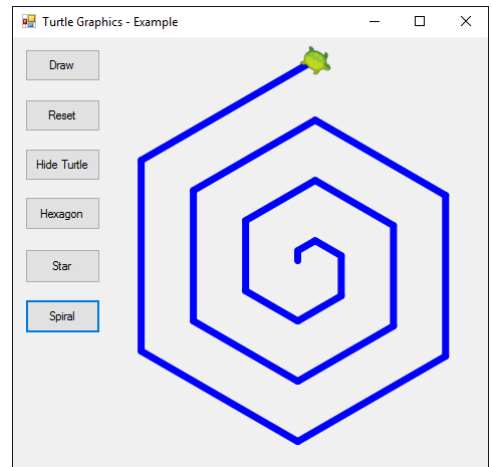 Turtle Graphics - Example
Draw
Reset
Hide Turtle
Hexagon
Star
Spiral